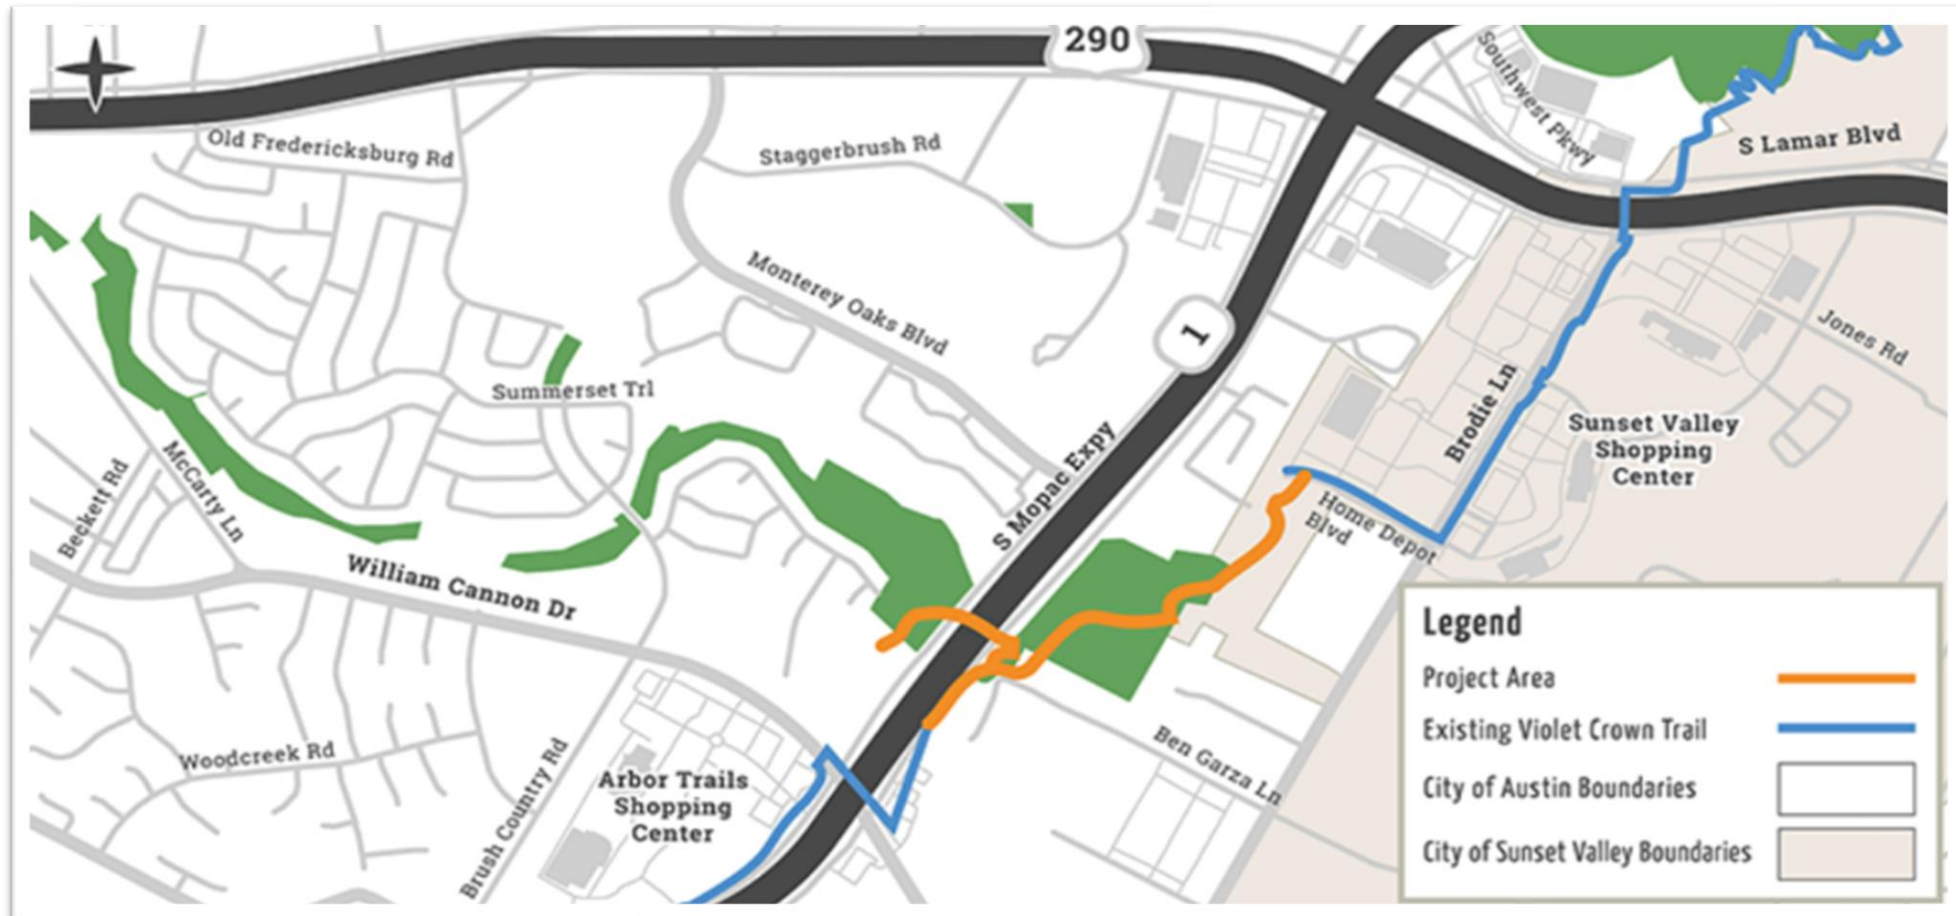 290
Southwest Pkwy
S Lamar Blvd
Old Fredericksburg Rd
Staggerbrush Rd
Monterey Oaks Blvd
1
Jones Rd
Summerset Trl
Brodie Ln
Sunset Valley
Shopping
Center
S Mopac Expy
McCarty Ln
Beckett Rd
Home Depot
Blvd
William Cannon Dr
Woodcreek Rd
Arbor Trails
Shopping
Center
Brush Country Rd
Ben Garza Ln
Legend
Project Area
Existing Violet Crown Trail
City of Austin Boundaries
City of Sunset Valley Boundaries